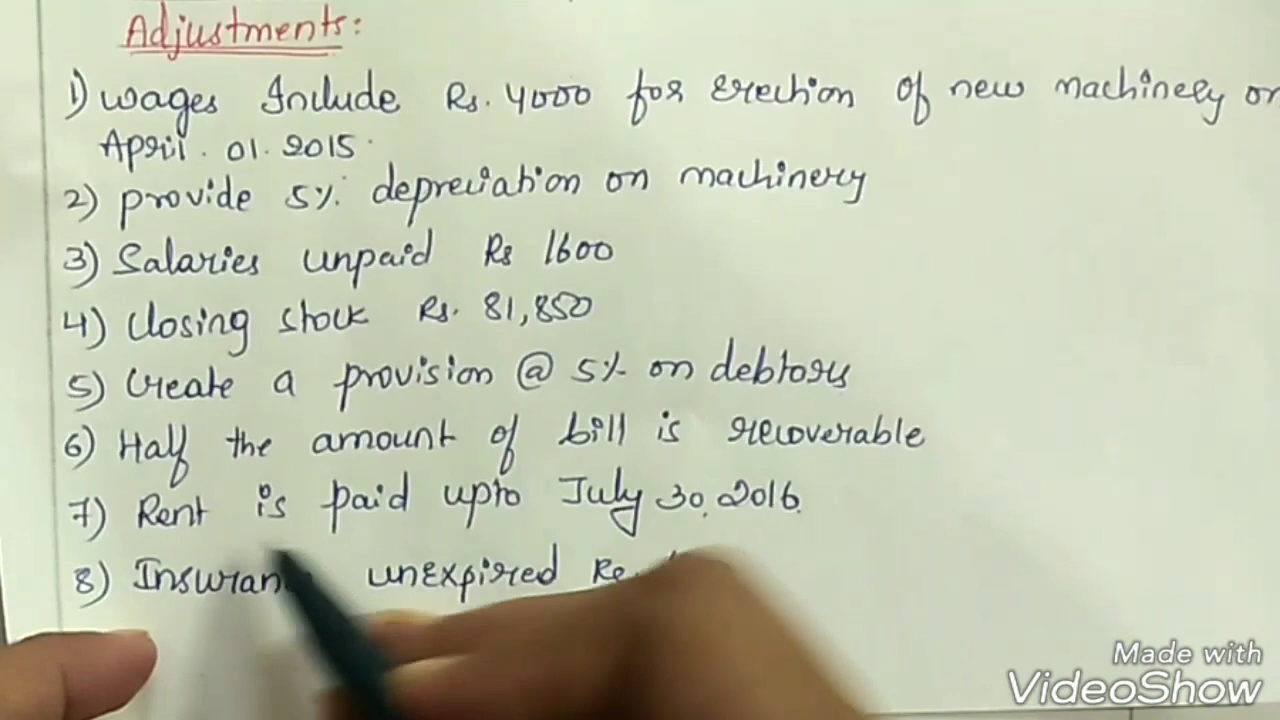 Adjustments:
1) Wages Include Rs. 4000 for Erection of new machinery on
April. 01. 2015.
2) provide 5% depreciation on machinery
3) Salaries unpaid Rs 1600
4) Closing stock Rs. 81,850
5) Create a provision @ 5% on debtors
6) Half the amount of bill is recoverable
7) Rent is paid upto July 30, 2016.
8) unexpired
Made with
VideoShow